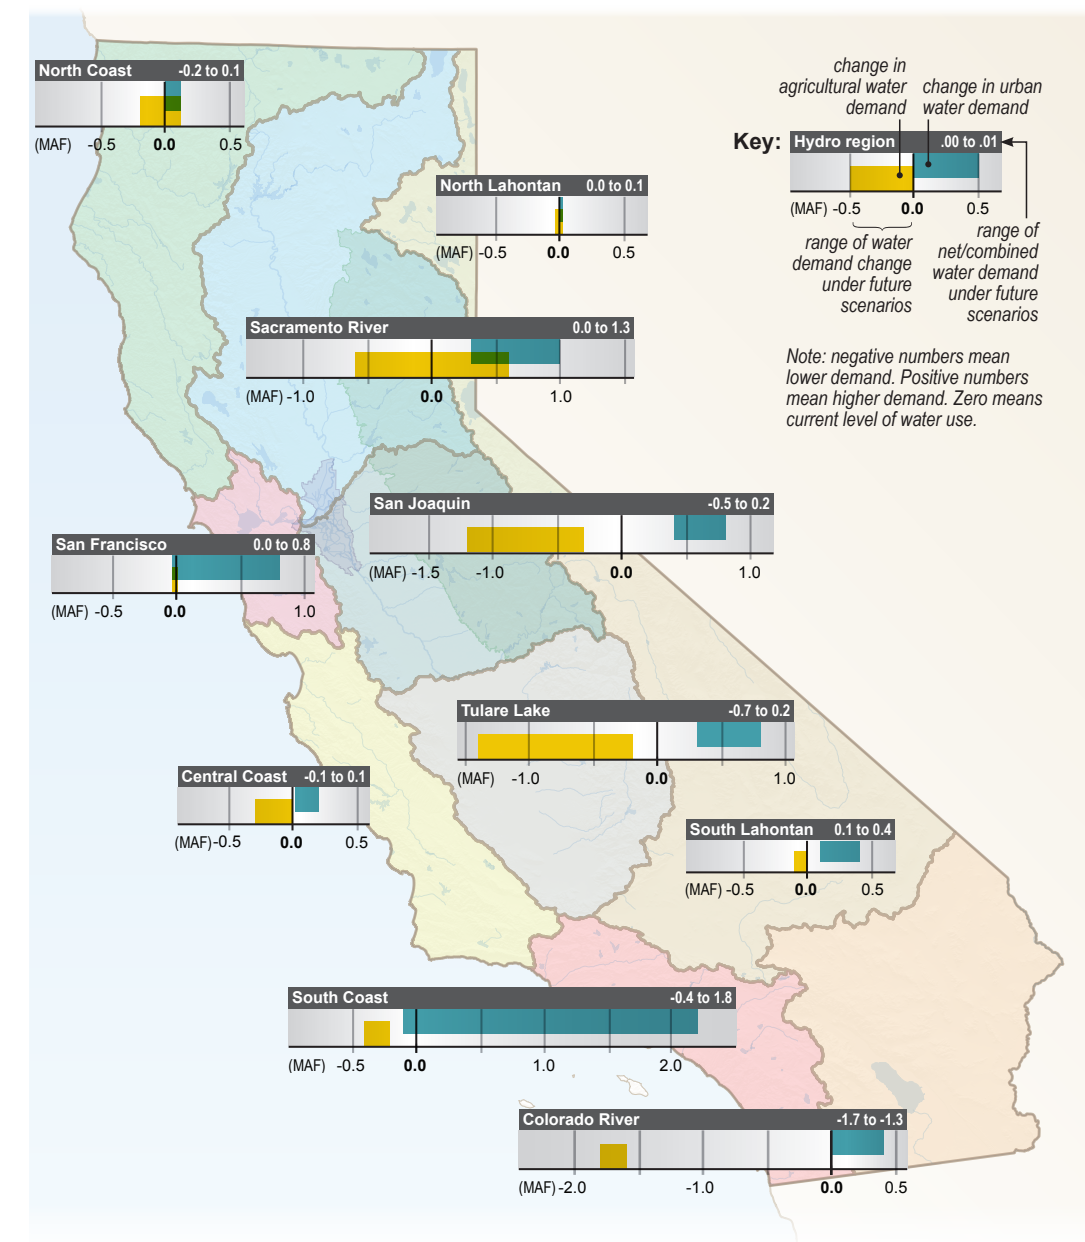 North Coast -0.2 to 0.1
(MAF) -0.5 0.0 0.5
change in
agricultural water
demand
change in urban
water demand
Key: Hydro region .00 to .01
(MAF) -0.5 0.0 0.5
range of water
demand change
under future
scenarios
range of
net/combined
water demand
under future
scenarios
Note: negative numbers mean
lower demand. Positive numbers
mean higher demand. Zero means
current level of water use.
North Lahontan 0.0 to 0.1
(MAF) -0.5 0.0 0.5
Sacramento River 0.0 to 1.3
(MAF) -1.0 0.0 1.0
San Joaquin -0.5 to 0.2
(MAF) -1.5 -1.0 0.0 1.0
San Francisco 0.0 to 0.8
(MAF) -0.5 0.0 1.0
Tulare Lake -0.7 to 0.2
(MAF) -1.0 0.0 1.0
Central Coast -0.1 to 0.1
(MAF) -0.5 0.0 0.5
South Lahontan 0.1 to 0.4
(MAF) -0.5 0.0 0.5
South Coast -0.4 to 1.8
(MAF) -0.5 0.0 1.0 2.0
Colorado River -1.7 to -1.3
(MAF) -2.0 -1.0 0.0 0.5